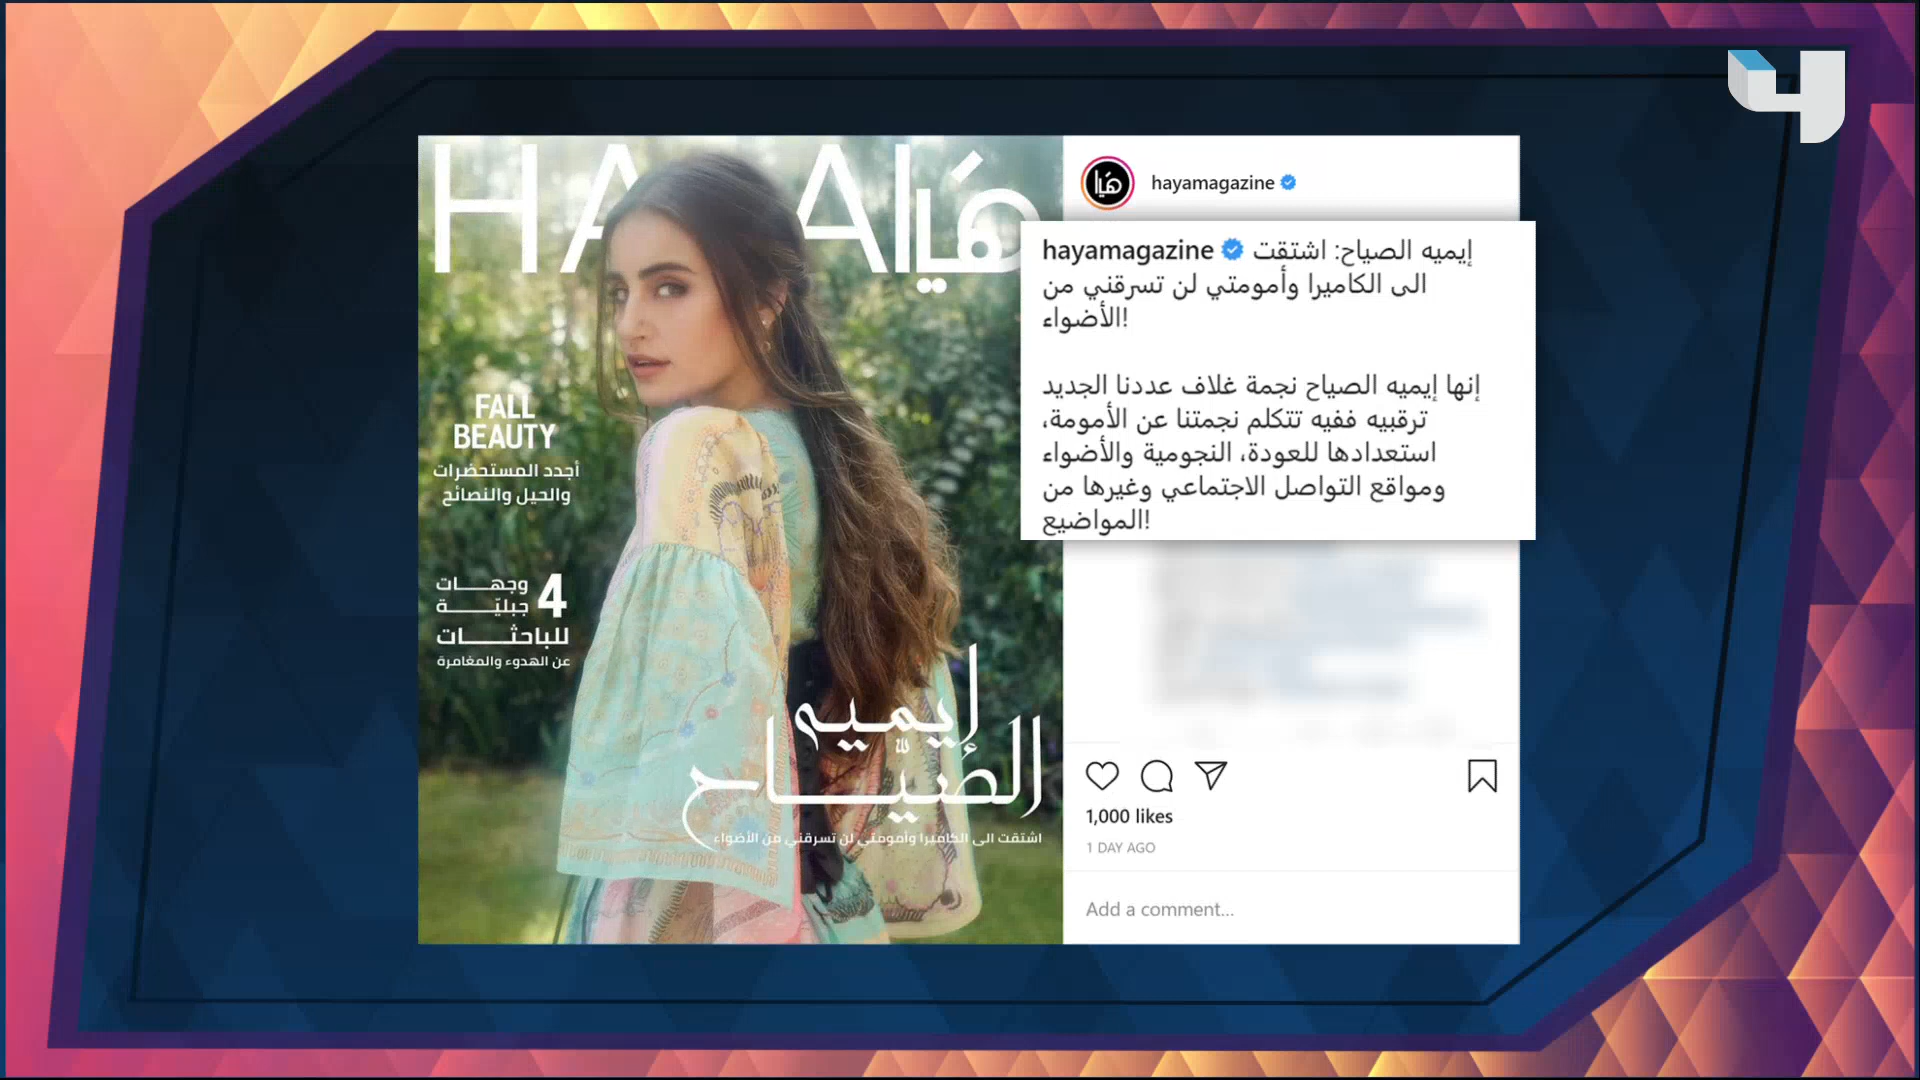 HAYA هَيا
FALL
BEAUTY
أجدد المستحضرات
والحيل والنصائح
4 وجهات
جبليّة
للباحثات
عن الهدوء والمغامرة
إيميه
الصّيّاح
اشتقت الى الكاميرا وأمومتي لن تسرقني من الأضواء
هَيا
hayamagazine
hayamagazine إيميه الصياح: اشتقت
الى الكاميرا وأمومتي لن تسرقني من
الأضواء!
إنها إيميه الصياح نجمة غلاف عددنا الجديد
ترقبيه ففيه تتكلم نجمتنا عن الأمومة،
استعدادها للعودة، النجومية والأضواء
ومواقع التواصل الاجتماعي وغيرها من
المواضيع!
1,000 likes
1 DAY AGO
Add a comment...